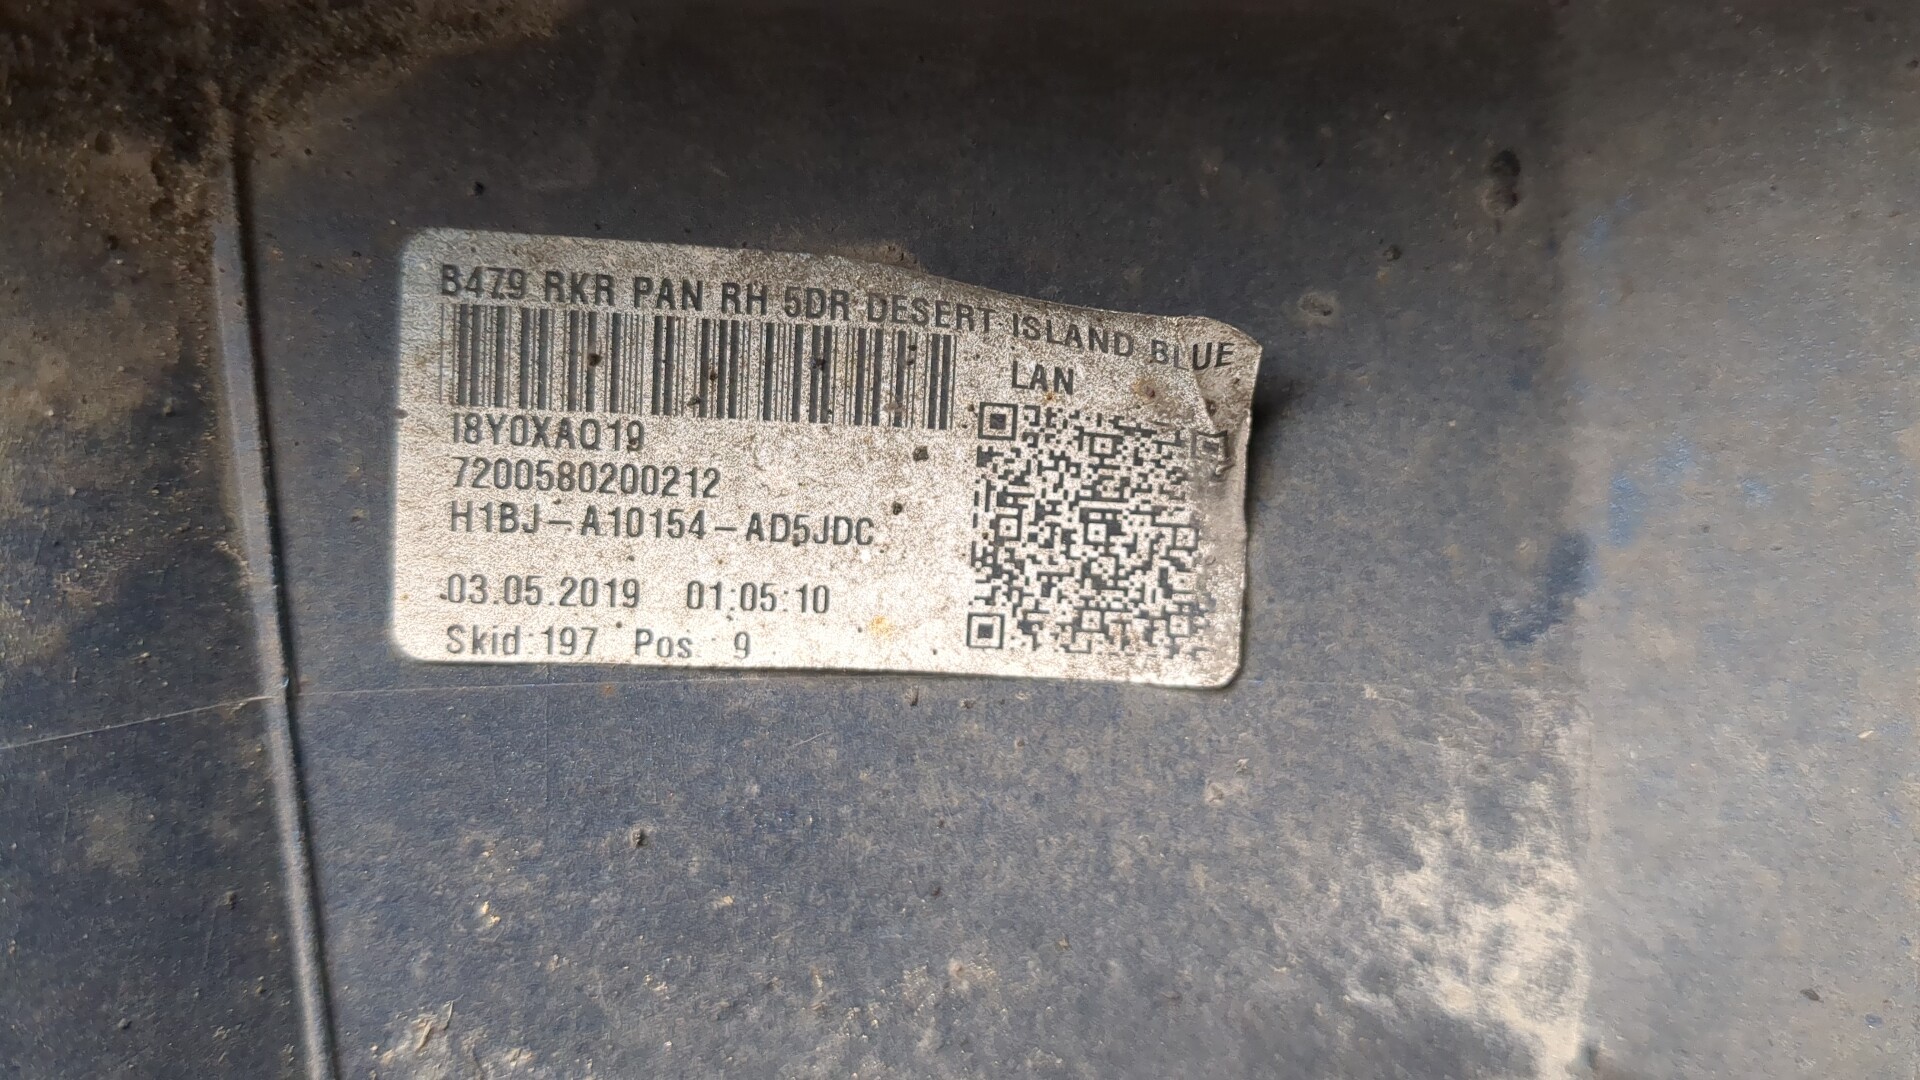 B479 RKR PAN RH 5DR DESERT ISLAND BLUE
LAN
I8Y0XAQ19
7200580200212
H1BJ-A10154-AD5JDC
03.05.2019 01:05:10
Skid:197 Pos: 9